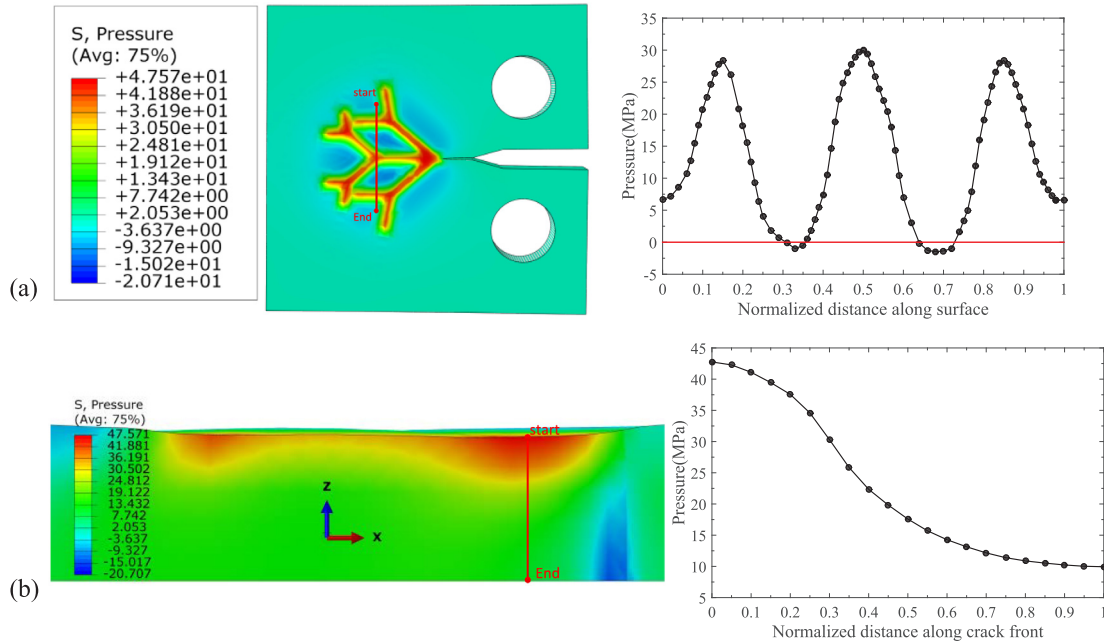 S, Pressure
(Avg: 75%)
+4.757e+01
+4.188e+01
+3.619e+01
+3.050e+01
+2.481e+01
+1.912e+01
+1.343e+01
+7.742e+00
+2.053e+00
-3.637e+00
-9.327e+00
-1.502e+01
-2.071e+01
(a)
start
End
35
30
25
20
15
10
5
0
-5
Pressure(MPa)
0 0.1 0.2 0.3 0.4 0.5 0.6 0.7 0.8 0.9 1
Normalized distance along surface
S, Pressure
(Avg: 75%)
47.571
41.881
36.191
30.502
24.812
19.122
13.432
7.742
2.053
-3.637
-9.327
-15.017
-20.707
(b)
start
z
x
End
45
40
35
30
25
20
15
10
5
Pressure(MPa)
0 0.1 0.2 0.3 0.4 0.5 0.6 0.7 0.8 0.9 1
Normalized distance along crack front